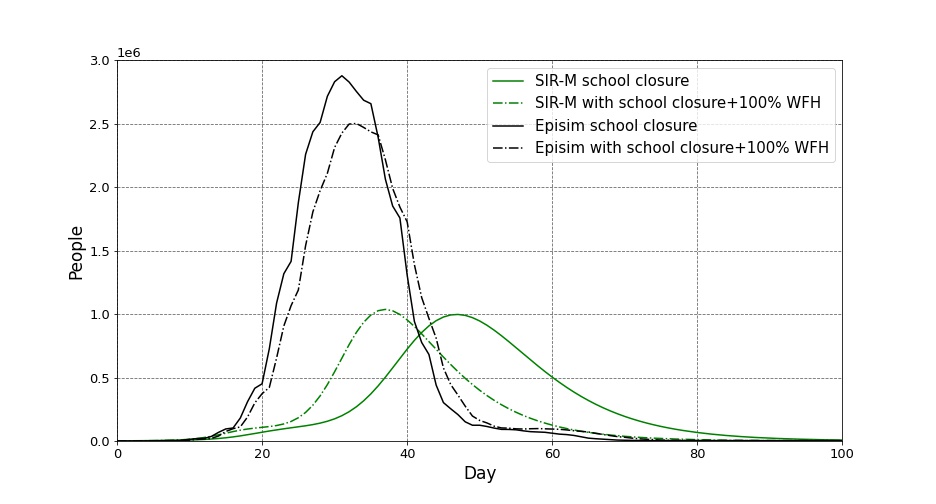 1e6
3.0
2.5
2.0
1.5
1.0
0.5
0.0
People
SIR-M school closure
SIR-M with school closure+100% WFH
Episim school closure
Episim with school closure+100% WFH
0 20 40 60 80 100
Day